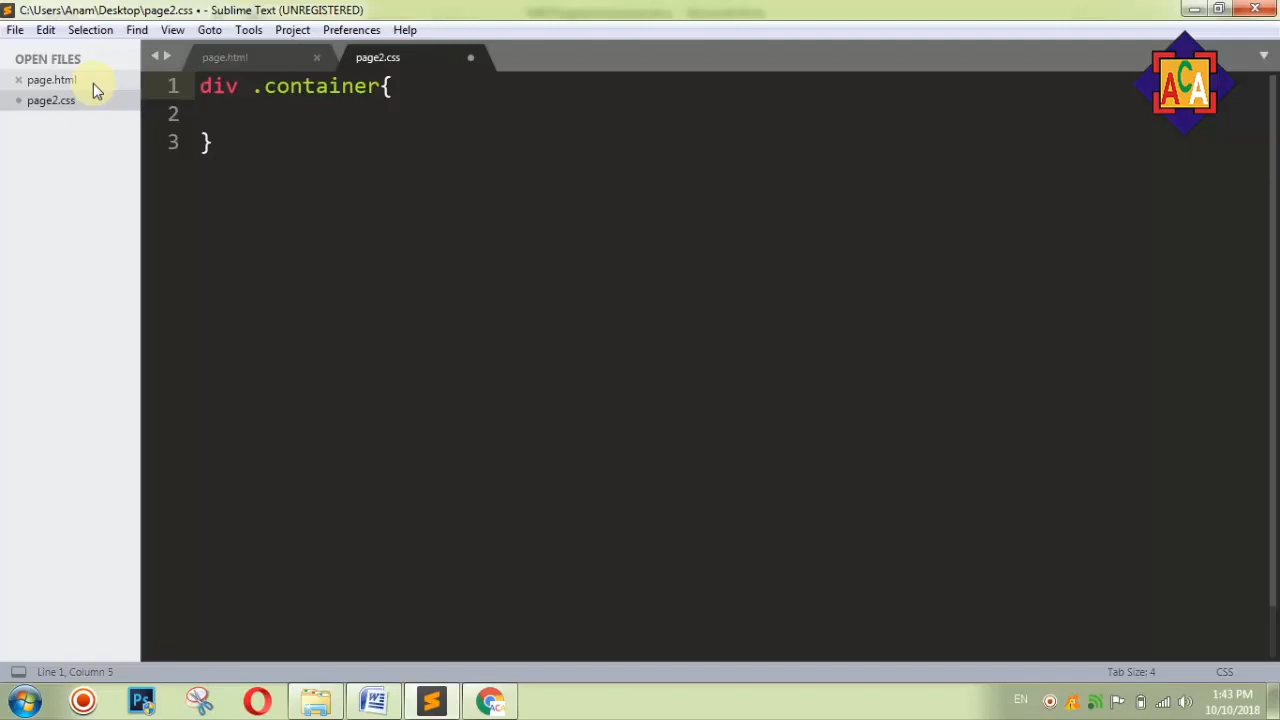 C:\Users\Anam\Desktop\page2.css • - Sublime Text (UNREGISTERED)
File Edit Selection Find View Goto Tools Project Preferences Help
OPEN FILES
page.html
page2.css
page.html
page2.css
ACA
1 div .container{
2
3 }
Line 1, Column 5
Tab Size: 4
CSS
Ps
W
ACA
EN
1:43 PM
10/10/2018